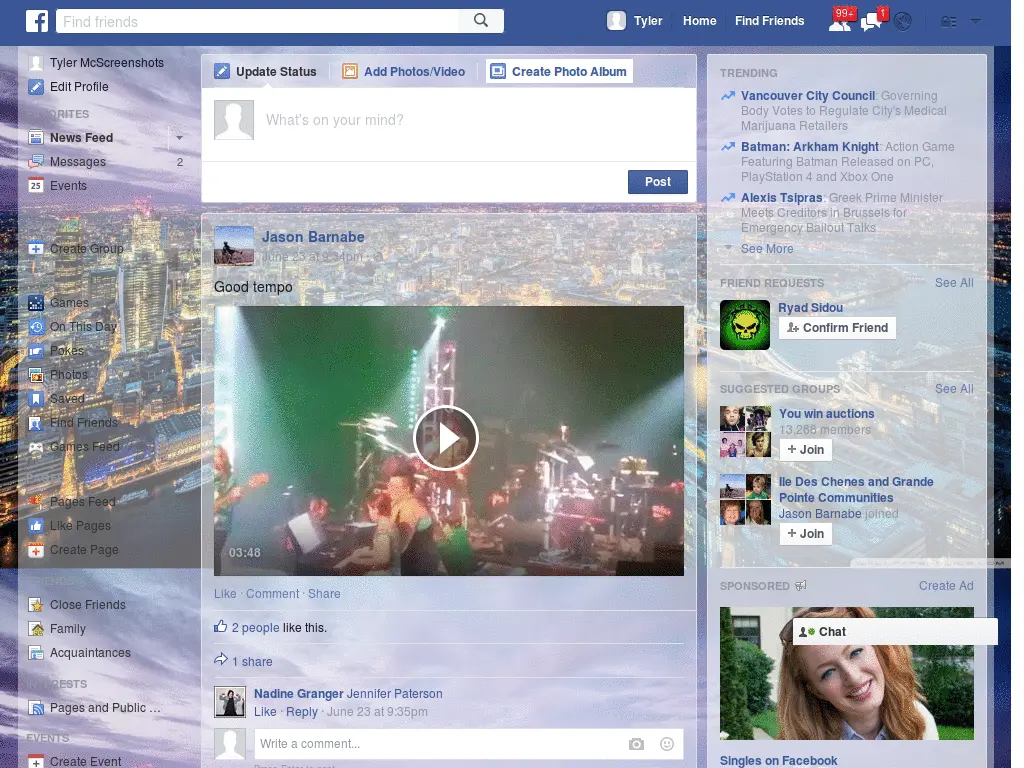 Find friends
Tyler
Home
Find Friends
99+
1
Tyler McScreenshots
Edit Profile
FAVORITES
News Feed
Messages
2
25
Events
Create Group
Games
On This Day
Pokes
Photos
Saved
Find Friends
Games Feed
Pages Feed
Like Pages
Create Page
FRIENDS
Close Friends
Family
Acquaintances
INTERESTS
Pages and Public ...
EVENTS
Create Event
Update Status
Add Photos/Video
Create Photo Album
What's on your mind?
Post
Jason Barnabe
June 23 at 9:34pm ·
Good tempo
03:48
Like · Comment · Share
2 people like this.
1 share
Nadine Granger Jennifer Paterson
Like · Reply · June 23 at 9:35pm
Write a comment...
Press Enter to post.
TRENDING
Vancouver City Council: Governing
Body Votes to Regulate City's Medical
Marijuana Retailers
Batman: Arkham Knight: Action Game
Featuring Batman Released on PC,
PlayStation 4 and Xbox One
Alexis Tsipras: Greek Prime Minister
Meets Creditors in Brussels for
Emergency Bailout Talks
See More
FRIEND REQUESTS
See All
Ryad Sidou
Confirm Friend
SUGGESTED GROUPS
See All
You win auctions
13,268 members
+ Join
Ile Des Chenes and Grande
Pointe Communities
Jason Barnabe joined
+ Join
SPONSORED
Create Ad
Chat
Singles on Facebook